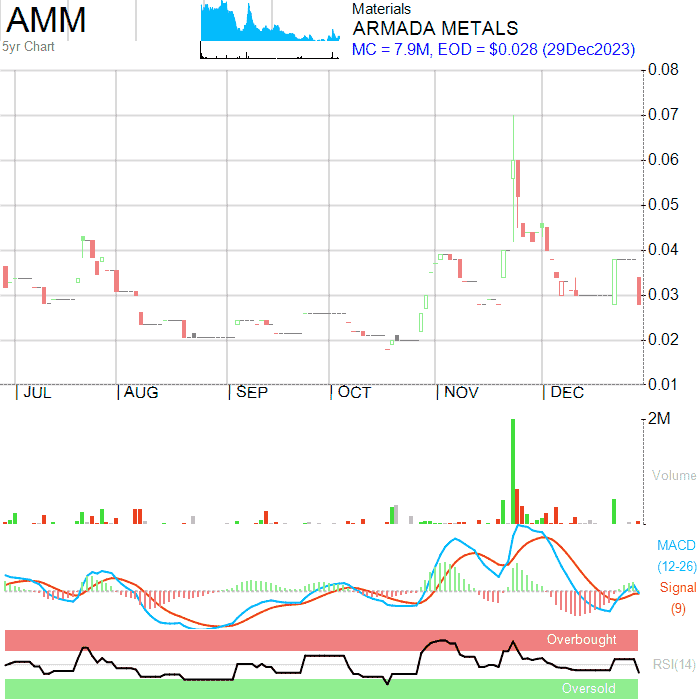 AMM
5yr Chart
Materials
ARMADA METALS
MC = 7.9M, EOD = $0.028 (29Dec2023)
0.08
0.07
0.06
0.05
0.04
0.03
0.02
0.01
JUL AUG SEP OCT NOV DEC
2M
Volume
MACD
(12-26)
Signal
(9)
Overbought
RSI(14)
Oversold